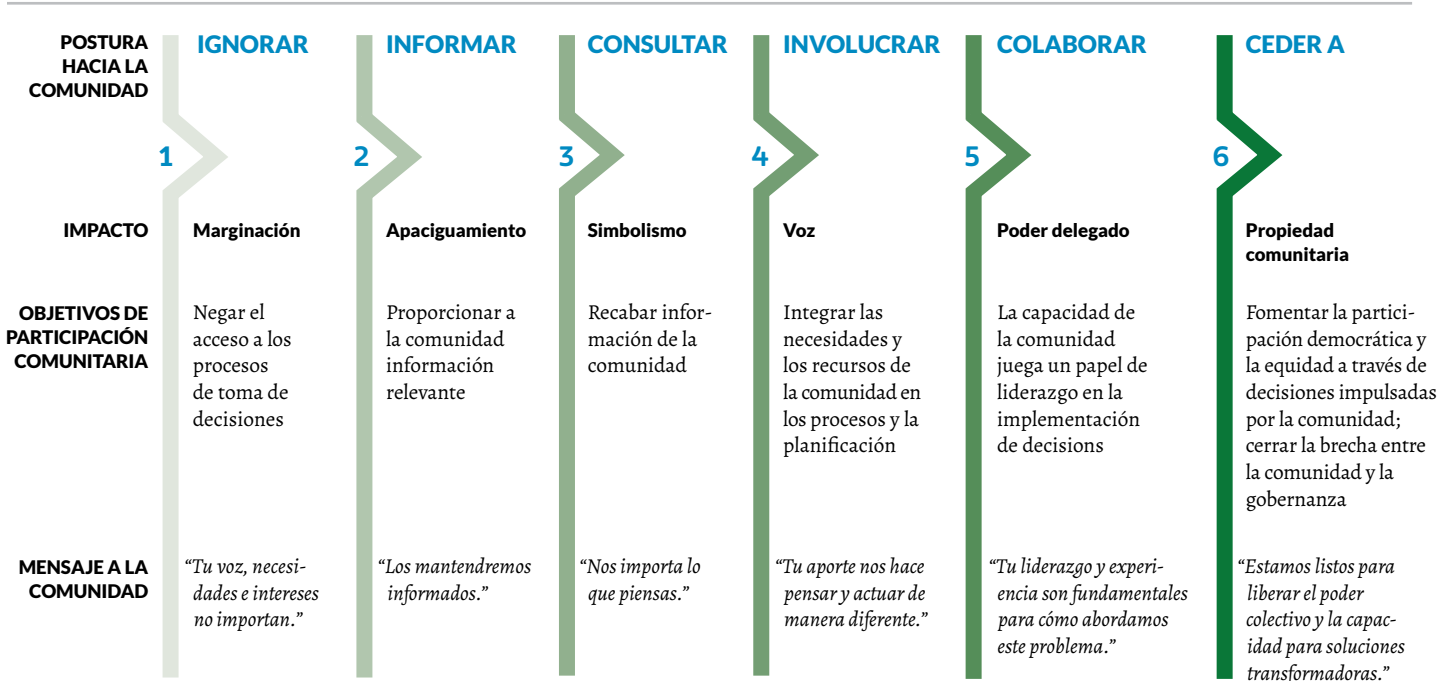 POSTURA
HACIA LA
COMUNIDAD
IGNORAR
INFORMAR
CONSULTAR
INVOLUCRAR
COLABORAR
CEDER A
1
2
3
4
5
6
IMPACTO
Marginación
Apaciguamiento
Simbolismo
Voz
Poder delegado
Propiedad
comunitaria
OBJETIVOS DE
PARTICIPACIÓN
COMUNITARIA
Negar el
acceso a los
procesos
de toma de
decisiones
Proporcionar a
la comunidad
información
relevante
Recabar infor-
mación de la
comunidad
Integrar las
necesidades y
los recursos de
la comunidad en
los procesos y la
planificación
La capacidad de
la comunidad
juega un papel de
liderazgo en la
implementación
de decisions
Fomentar la partici-
pación democrática y
la equidad a través de
decisiones impulsadas
por la comunidad;
cerrar la brecha entre
la comunidad y la
gobernanza
MENSAJE A LA
COMUNIDAD
“Tu voz, necesi-
dades e intereses
no importan.”
“Los mantendremos
informados.”
“Nos importa lo
que piensas.”
“Tu aporte nos hace
pensar y actuar de
manera diferente.”
“Tu liderazgo y experi-
encia son fundamentales
para cómo abordamos
este problema.”
“Estamos listos para
liberar el poder
colectivo y la capac-
idad para soluciones
transformadoras.”